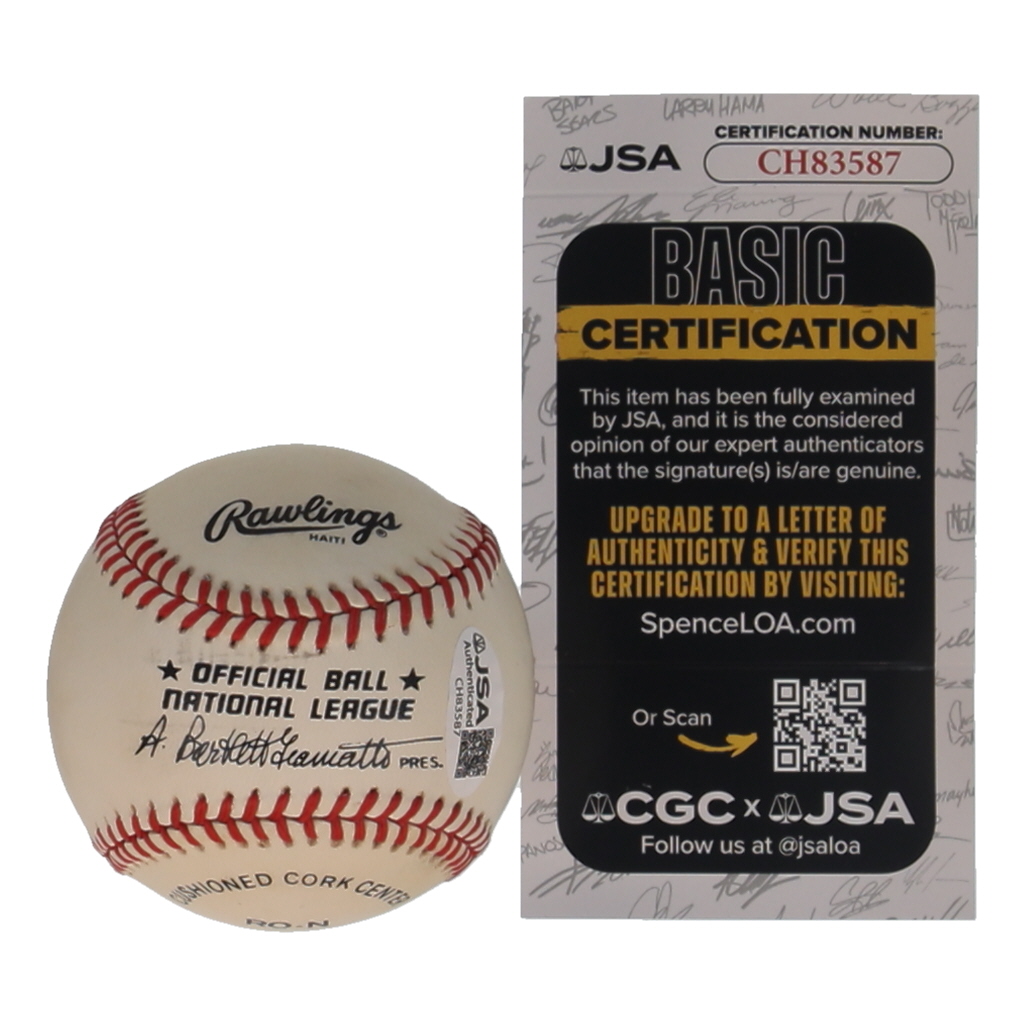 Rawlings®
HAITI
★ OFFICIAL BALL ★
NATIONAL LEAGUE
A. Bartlett Giamatti PRES.
CUSHIONED CORK CENTER
RO-N
JSA
Authenticated
CH83587
LARRY HAMA
JSA
CERTIFICATION NUMBER:
CH83587
BASIC
CERTIFICATION
This item has been fully examined
by JSA, and it is the considered
opinion of our expert authenticators
that the signature(s) is/are genuine.
UPGRADE TO A LETTER OF
AUTHENTICITY & VERIFY THIS
CERTIFICATION BY VISITING:
SpenceLOA.com
Or Scan
CGC x JSA
Follow us at @jsaloa